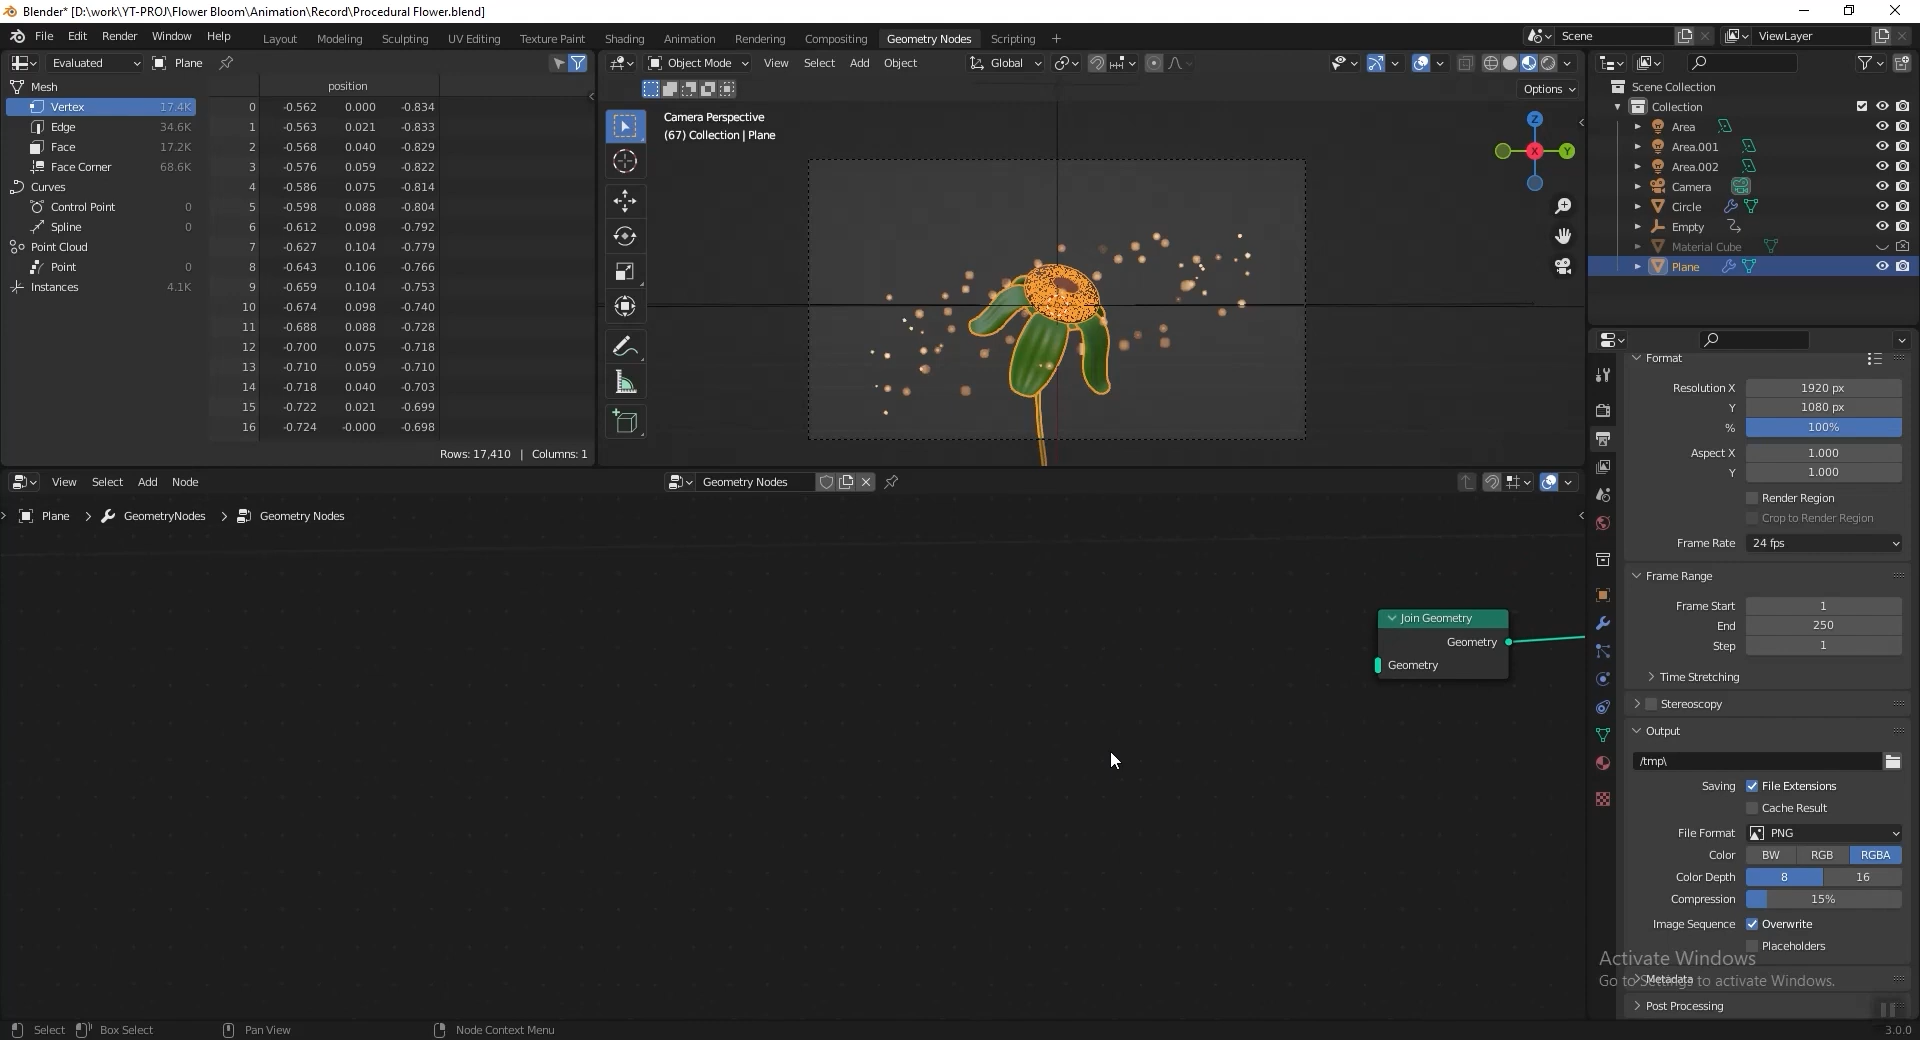 Blender* [D:\work\YT-PROJ\Flower Bloom\Animation\Record\Procedural Flower.blend]
File Edit Render Window Help Layout Modeling Sculpting UV Editing Texture Paint Shading Animation Rendering Compositing Geometry Nodes Scripting + Scene ViewLayer
Evaluated Plane
Mesh
Vertex 17.4K
Edge 34.6K
Face 17.2K
Face Corner 68.6K
Curves
Control Point 0
Spline 0
Point Cloud
Point 0
Instances 4.1K
position
0 -0.562 0.000 -0.834
1 -0.563 0.021 -0.833
2 -0.568 0.040 -0.829
3 -0.576 0.059 -0.822
4 -0.586 0.075 -0.814
5 -0.598 0.088 -0.804
6 -0.612 0.098 -0.792
7 -0.627 0.104 -0.779
8 -0.643 0.106 -0.766
9 -0.659 0.104 -0.753
10 -0.674 0.098 -0.740
11 -0.688 0.088 -0.728
12 -0.700 0.075 -0.718
13 -0.710 0.059 -0.710
14 -0.718 0.040 -0.703
15 -0.722 0.021 -0.699
16 -0.724 -0.000 -0.698
Rows: 17,410 | Columns: 1
Object Mode View Select Add Object Global
Options
Camera Perspective
(67) Collection | Plane
Z
X
Y
Scene Collection
Collection
Area
Area.001
Area.002
Camera
Circle
Empty
Material Cube
Plane
View Select Add Node Geometry Nodes
Plane > GeometryNodes > Geometry Nodes
Join Geometry
Geometry
Geometry
Format
Resolution X 1920 px
Y 1080 px
% 100%
Aspect X 1.000
Y 1.000
Render Region
Crop to Render Region
Frame Rate 24 fps
Frame Range
Frame Start 1
End 250
Step 1
Time Stretching
Stereoscopy
Output
/tmp\
Saving File Extensions
Cache Result
File Format PNG
Color BW RGB RGBA
Color Depth 8 16
Compression 15%
Image Sequence Overwrite
Placeholders
Activate Windows
Metadata
Go to Settings to activate Windows.
Post Processing
Select Box Select Pan View Node Context Menu 3.0.0